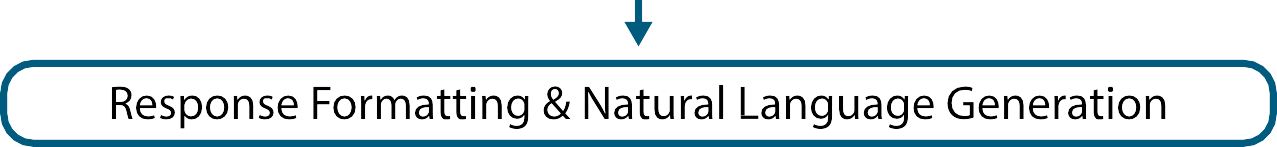 Response Formatting & Natural Language Generation